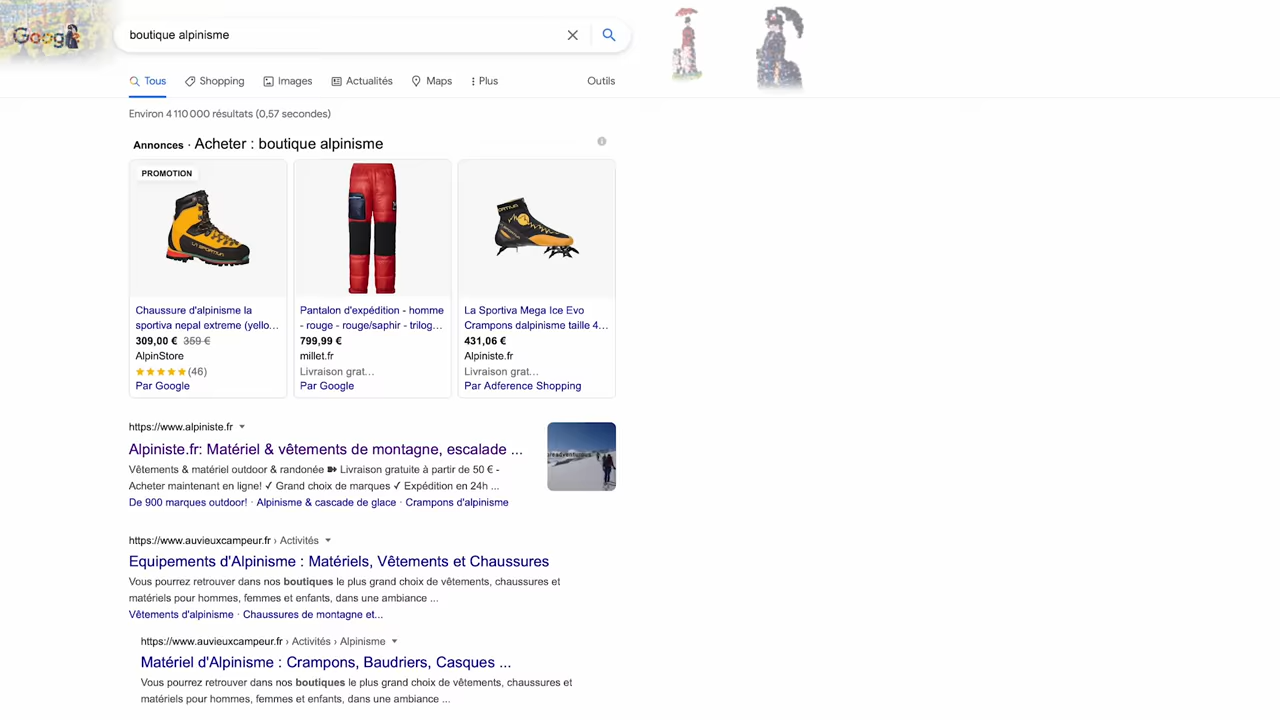 Google
boutique alpinisme
Tous
Shopping
Images
Actualités
Maps
Plus
Outils
Environ 4 110 000 résultats (0,57 secondes)
Annonces · Acheter : boutique alpinisme
PROMOTION
Chaussure d'alpinisme la
sportiva nepal extreme (yello...
309,00 € 359 €
AlpinStore
(46)
Par Google
Pantalon d'expédition - homme
- rouge - rouge/saphir - trilog...
799,99 €
millet.fr
Livraison grat...
Par Google
La Sportiva Mega Ice Evo
Crampons dalpinisme taille 4...
431,06 €
Alpiniste.fr
Livraison grat...
Par Adference Shopping
https://www.alpiniste.fr
Alpiniste.fr: Matériel & vêtements de montagne, escalade ...
Vêtements & matériel outdoor & randonée ➽ Livraison gratuite à partir de 50 € -
Acheter maintenant en ligne! ✓ Grand choix de marques ✓ Expédition en 24h ...
De 900 marques outdoor! · Alpinisme & cascade de glace · Crampons d'alpinisme
https://www.auvieuxcampeur.fr › Activités
Equipements d'Alpinisme : Matériels, Vêtements et Chaussures
Vous pourrez retrouver dans nos boutiques le plus grand choix de vêtements, chaussures et
matériels pour hommes, femmes et enfants, dans une ambiance ...
Vêtements d'alpinisme · Chaussures de montagne et...
https://www.auvieuxcampeur.fr › Activités › Alpinisme
Matériel d'Alpinisme : Crampons, Baudriers, Casques ...
Vous pourrez retrouver dans nos boutiques le plus grand choix de vêtements, chaussures et
matériels pour hommes, femmes et enfants, dans une ambiance ...